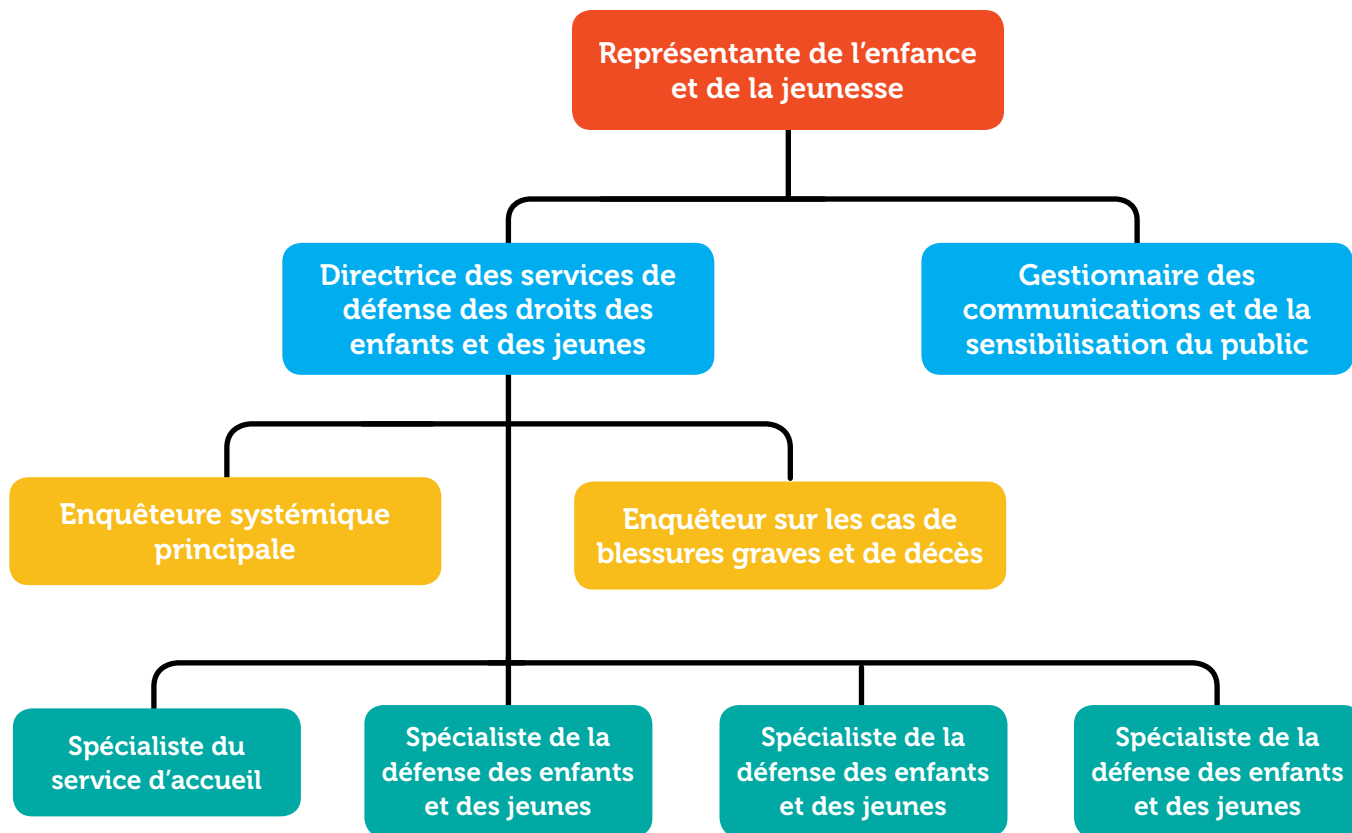 Représentante de l’enfance
et de la jeunesse
Directrice des services de
défense des droits des
enfants et des jeunes
Gestionnaire des
communications et de la
sensibilisation du public
Enquêteure systémique
principale
Enquêteur sur les cas de
blessures graves et de décès
Spécialiste du
service d’accueil
Spécialiste de la
défense des enfants
et des jeunes
Spécialiste de la
défense des enfants
et des jeunes
Spécialiste de la
défense des enfants
et des jeunes